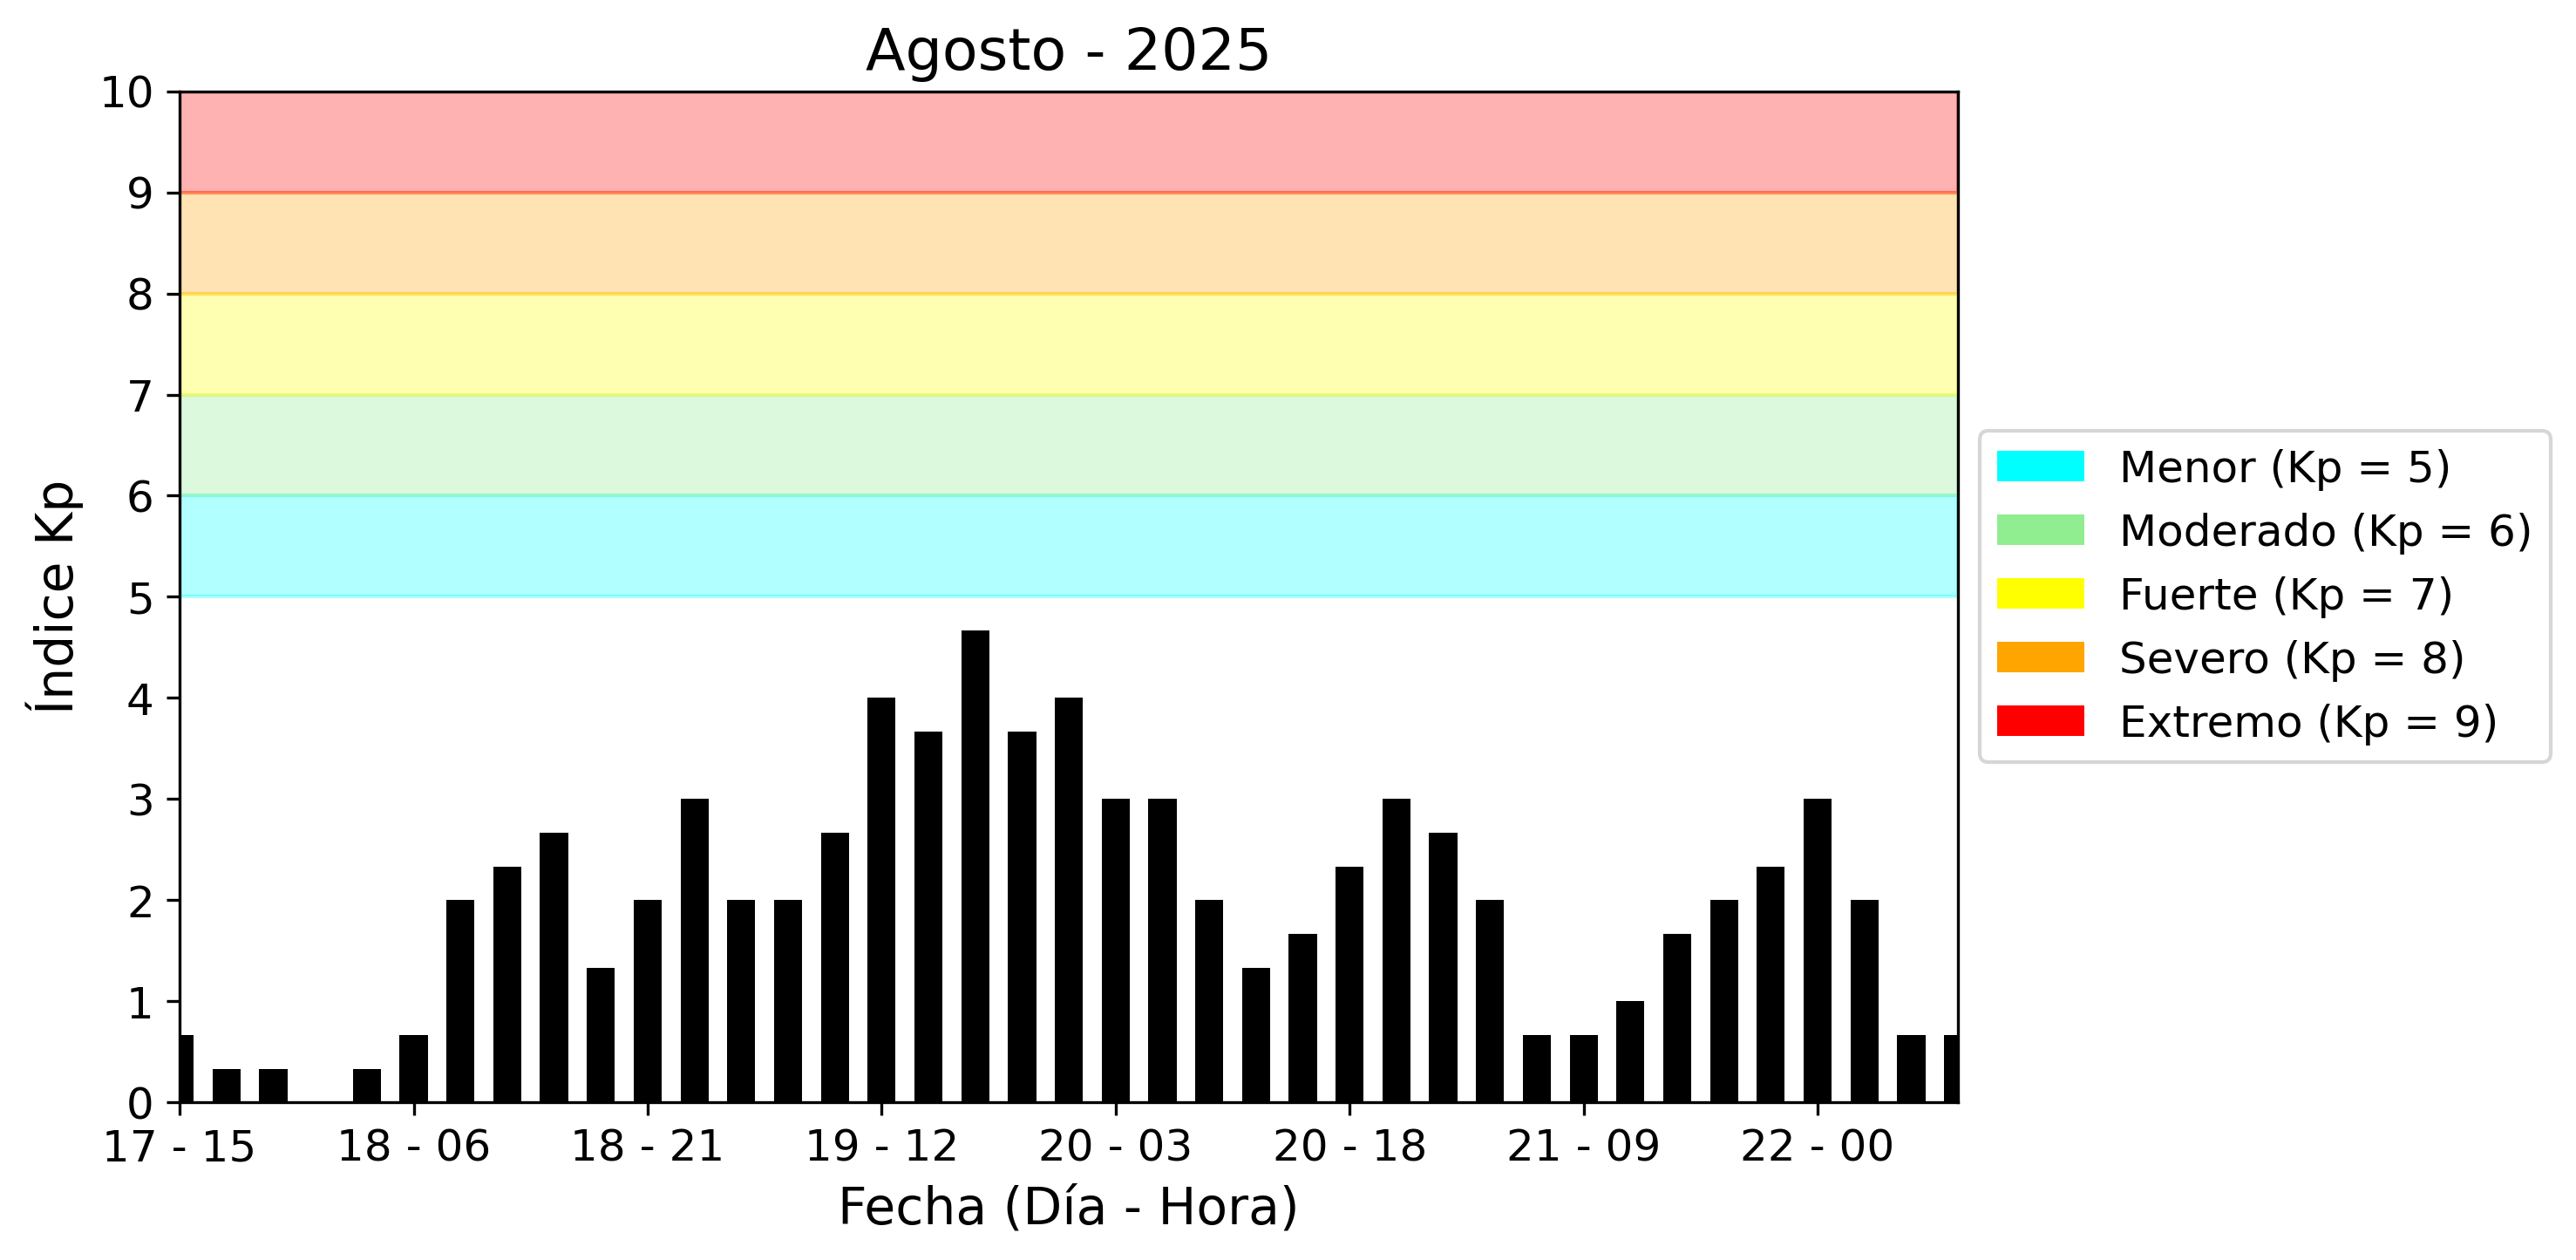 Agosto - 2025
10
9
8
7
6
5
4
3
2
1
0
Índice Kp
17 - 15
18 - 06
18 - 21
19 - 12
20 - 03
20 - 18
21 - 09
22 - 00
Fecha (Día - Hora)
Menor (Kp = 5)
Moderado (Kp = 6)
Fuerte (Kp = 7)
Severo (Kp = 8)
Extremo (Kp = 9)